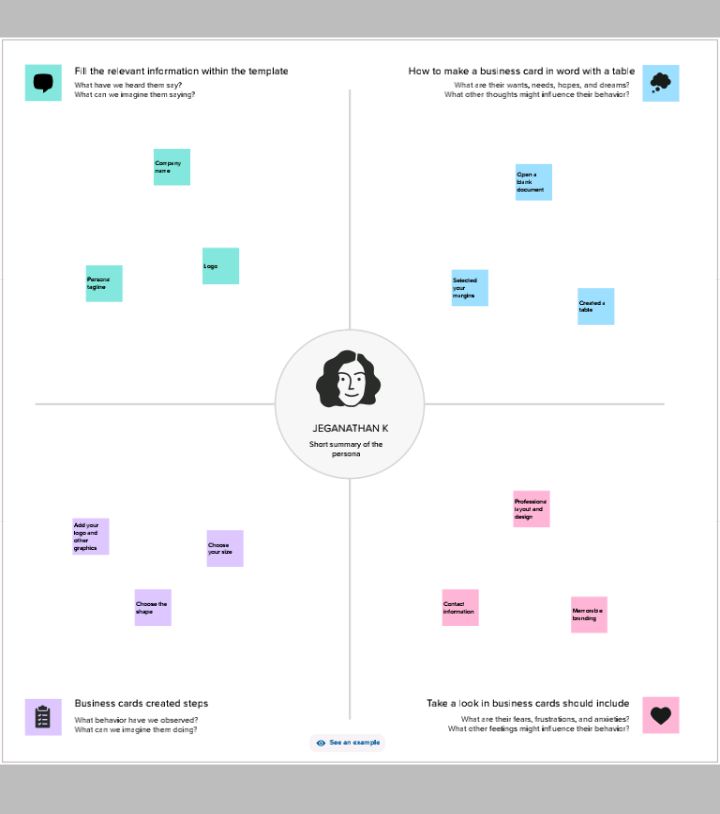 Fill the relevant information within the template
What have we heard them say?
What can we imagine them saying?
How to make a business card in word with a table
What are their wants, needs, hopes, and dreams?
What other thoughts might influence their behavior?
Company
name
Logo
Persona
tagline
Open a
blank
document
Selected
your
margins
Created a
table
JEGANATHAN K
Short summary of the
persona
Add your
logo and
other
graphics
Choose
your size
Choose the
shape
Professional
layout and
design
Contact
information
Memorable
branding
Business cards created steps
What behavior have we observed?
What can we imagine them doing?
Take a look in business cards should include
What are their fears, frustrations, and anxieties?
What other feelings might influence their behavior?
See an example